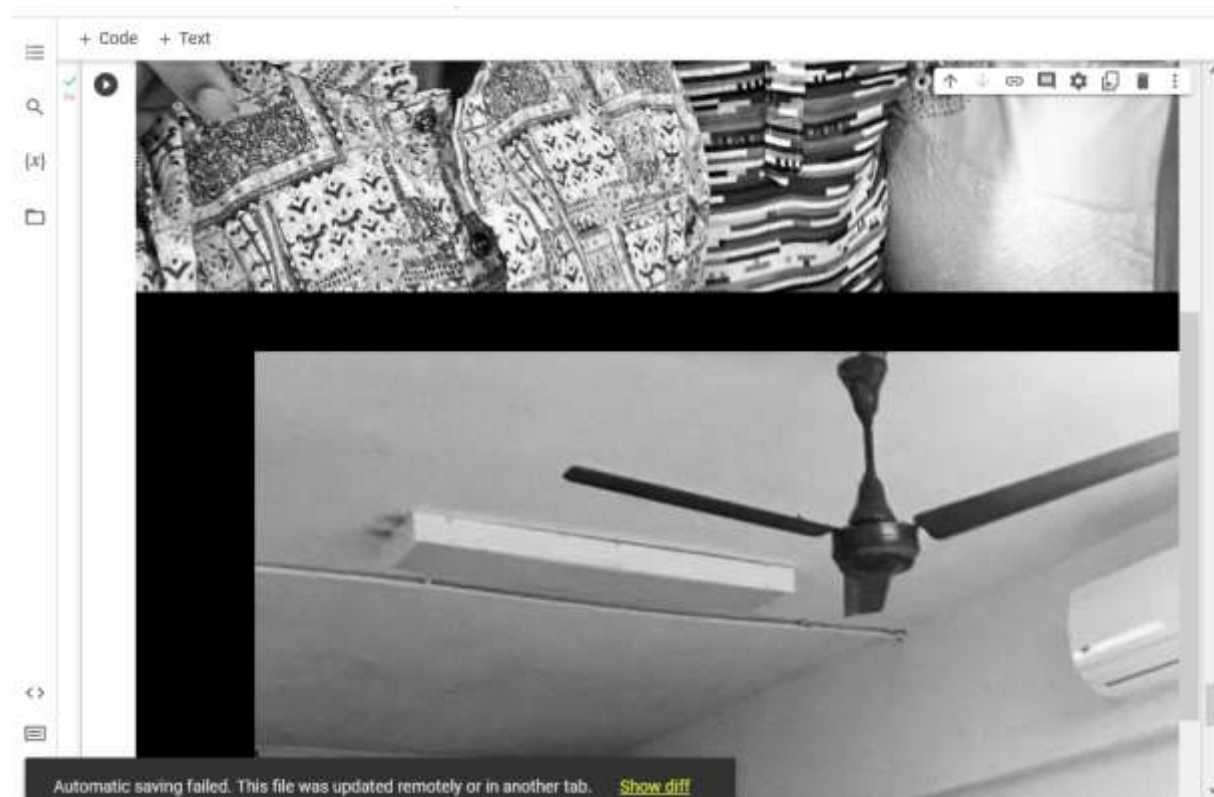 + Code + Text
{x}
<>
Automatic saving failed. This file was updated remotely or in another tab. Show diff